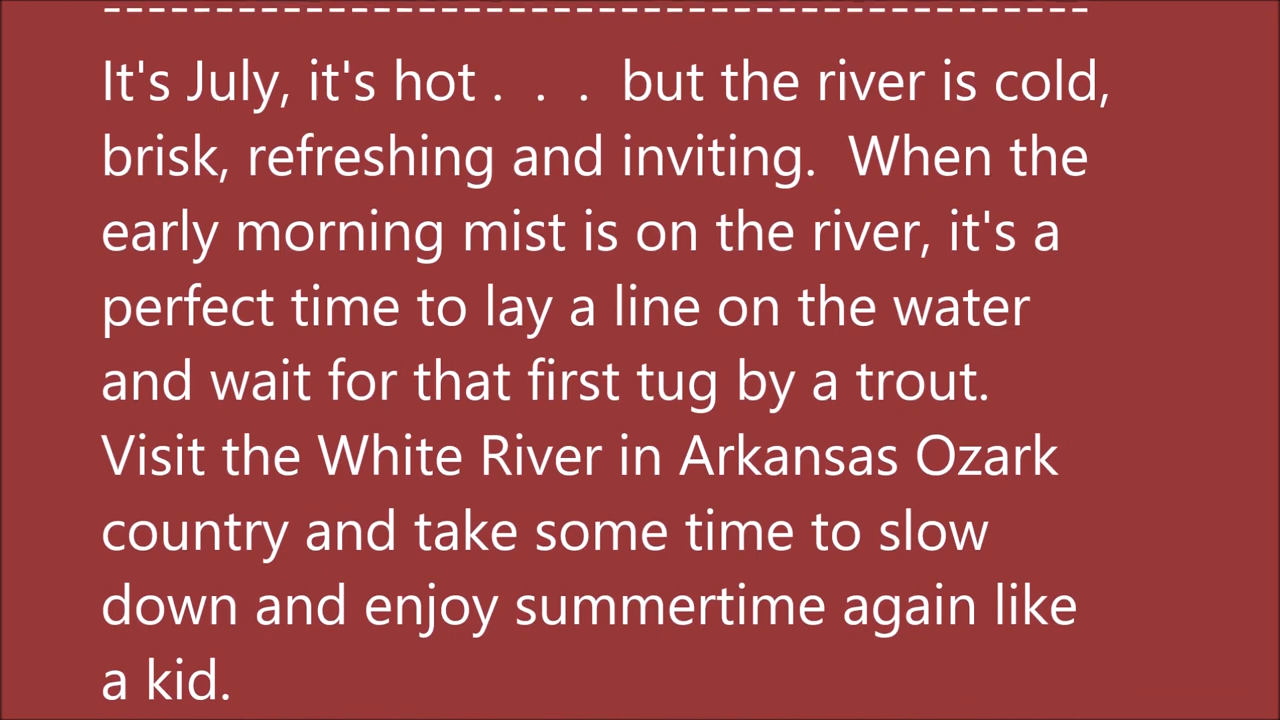 It's July, it's hot .  .  .  but the river is cold,
brisk, refreshing and inviting.  When the
early morning mist is on the river, it's a
perfect time to lay a line on the water
and wait for that first tug by a trout.
Visit the White River in Arkansas Ozark
country and take some time to slow
down and enjoy summertime again like
a kid.